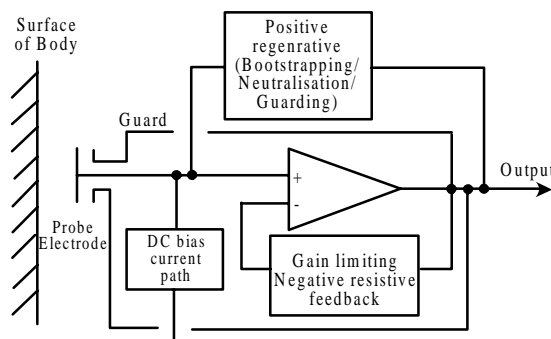 Surface
of Body
Positive
regenrative
(Bootstrapping/
Neutralisation/
Guarding)
Guard
+
-
Output
Probe
Electrode
DC bias
current
path
Gain limiting
Negative resistive
feedback